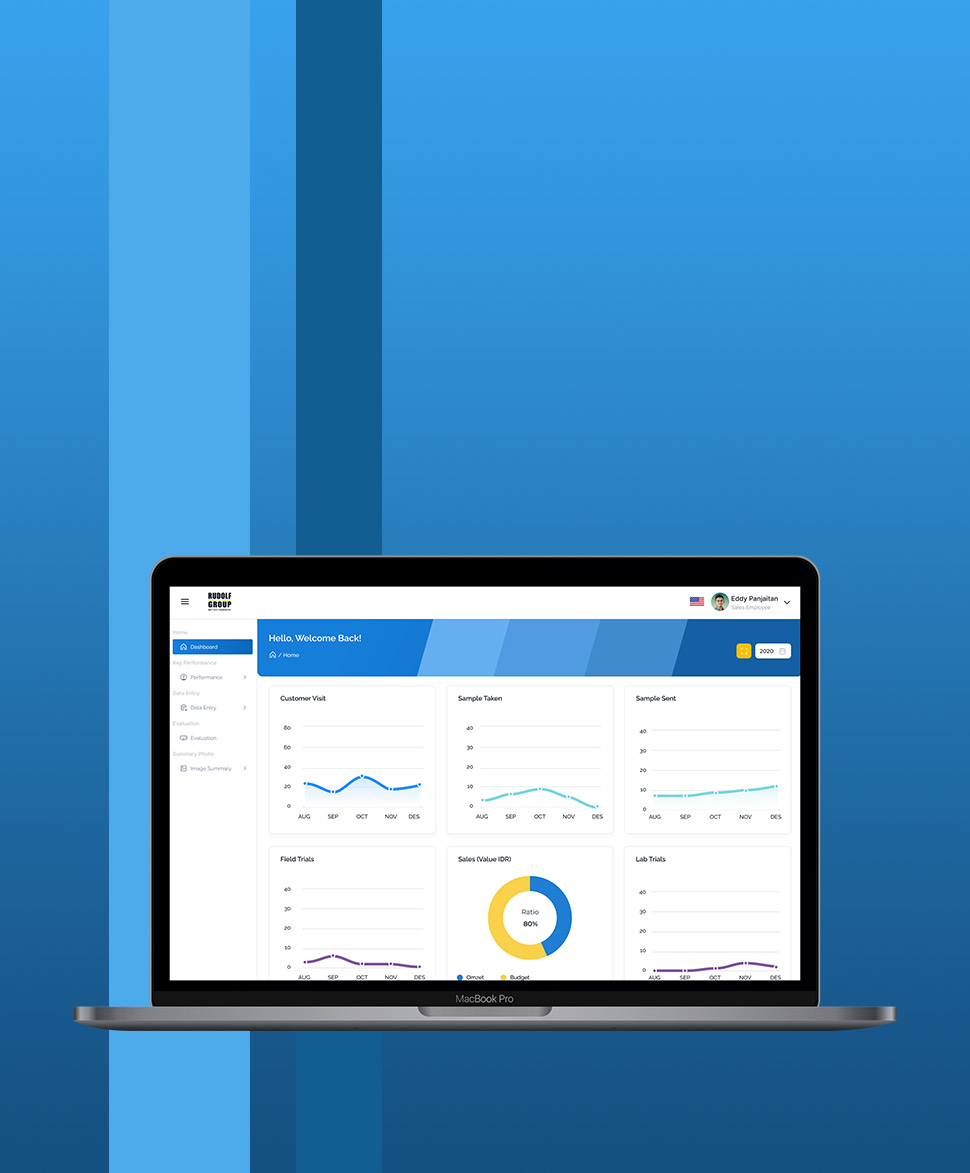 RUDOLF
GROUP
Eddy Panjaitan
Sales Employee
Home
Dashboard
Key Performance
Performance
Data Entry
Data Entry
Evaluation
Evaluation
Summary Photo
Image Summary
Hello, Welcome Back!
/ Home
2020
Customer Visit
80
60
40
20
0
AUG SEP OCT NOV DES
Sample Taken
40
30
20
10
0
AUG SEP OCT NOV DES
Sample Sent
40
30
20
10
0
AUG SEP OCT NOV DES
Field Trials
40
30
20
10
0
AUG SEP OCT NOV DES
Sales (Value IDR)
Ratio
80%
Omzet Budget
Lab Trials
40
30
20
10
0
AUG SEP OCT NOV DES
MacBook Pro